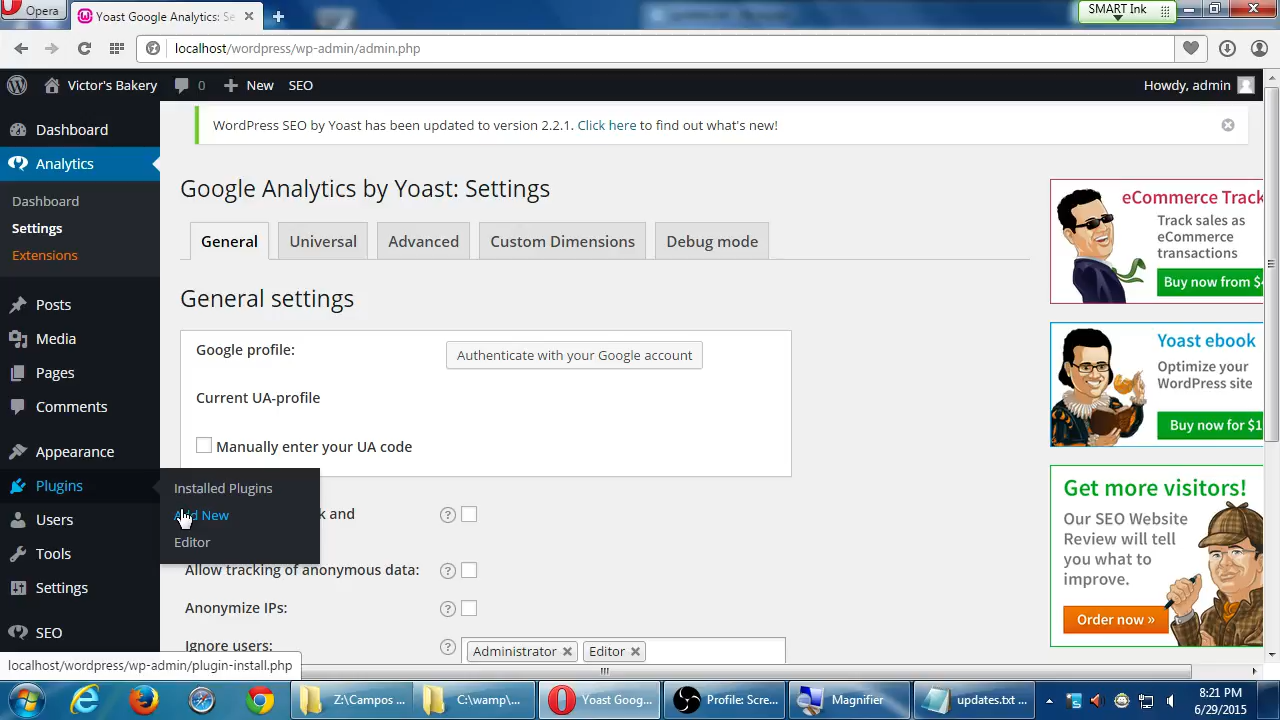 Opera
Yoast Google Analytics: Se
SMART Ink
localhost/wordpress/wp-admin/admin.php
Victor's Bakery
0
New
SEO
Howdy, admin
Dashboard
Analytics
Dashboard
Settings
Extensions
Posts
Media
Pages
Comments
Appearance
Plugins
Users
Tools
Settings
SEO
Installed Plugins
Add New
Editor
WordPress SEO by Yoast has been updated to version 2.2.1. Click here to find out what's new!
Google Analytics by Yoast: Settings
General
Universal
Advanced
Custom Dimensions
Debug mode
General settings
Google profile:
Authenticate with your Google account
Current UA-profile
Manually enter your UA code
k and
Allow tracking of anonymous data:
Anonymize IPs:
Ignore users:
Administrator
Editor
eCommerce Track
Track sales as
eCommerce
transactions
Buy now from $
Yoast ebook
Optimize your
WordPress site
Buy now for $1
Get more visitors!
Our SEO Website
Review will tell
you what to
improve.
Order now »
localhost/wordpress/wp-admin/plugin-install.php
Z:\Campos ...
C:\wamp\...
Yoast Goog...
Profile: Scre...
Magnifier
updates.txt ...
8:21 PM
6/29/2015